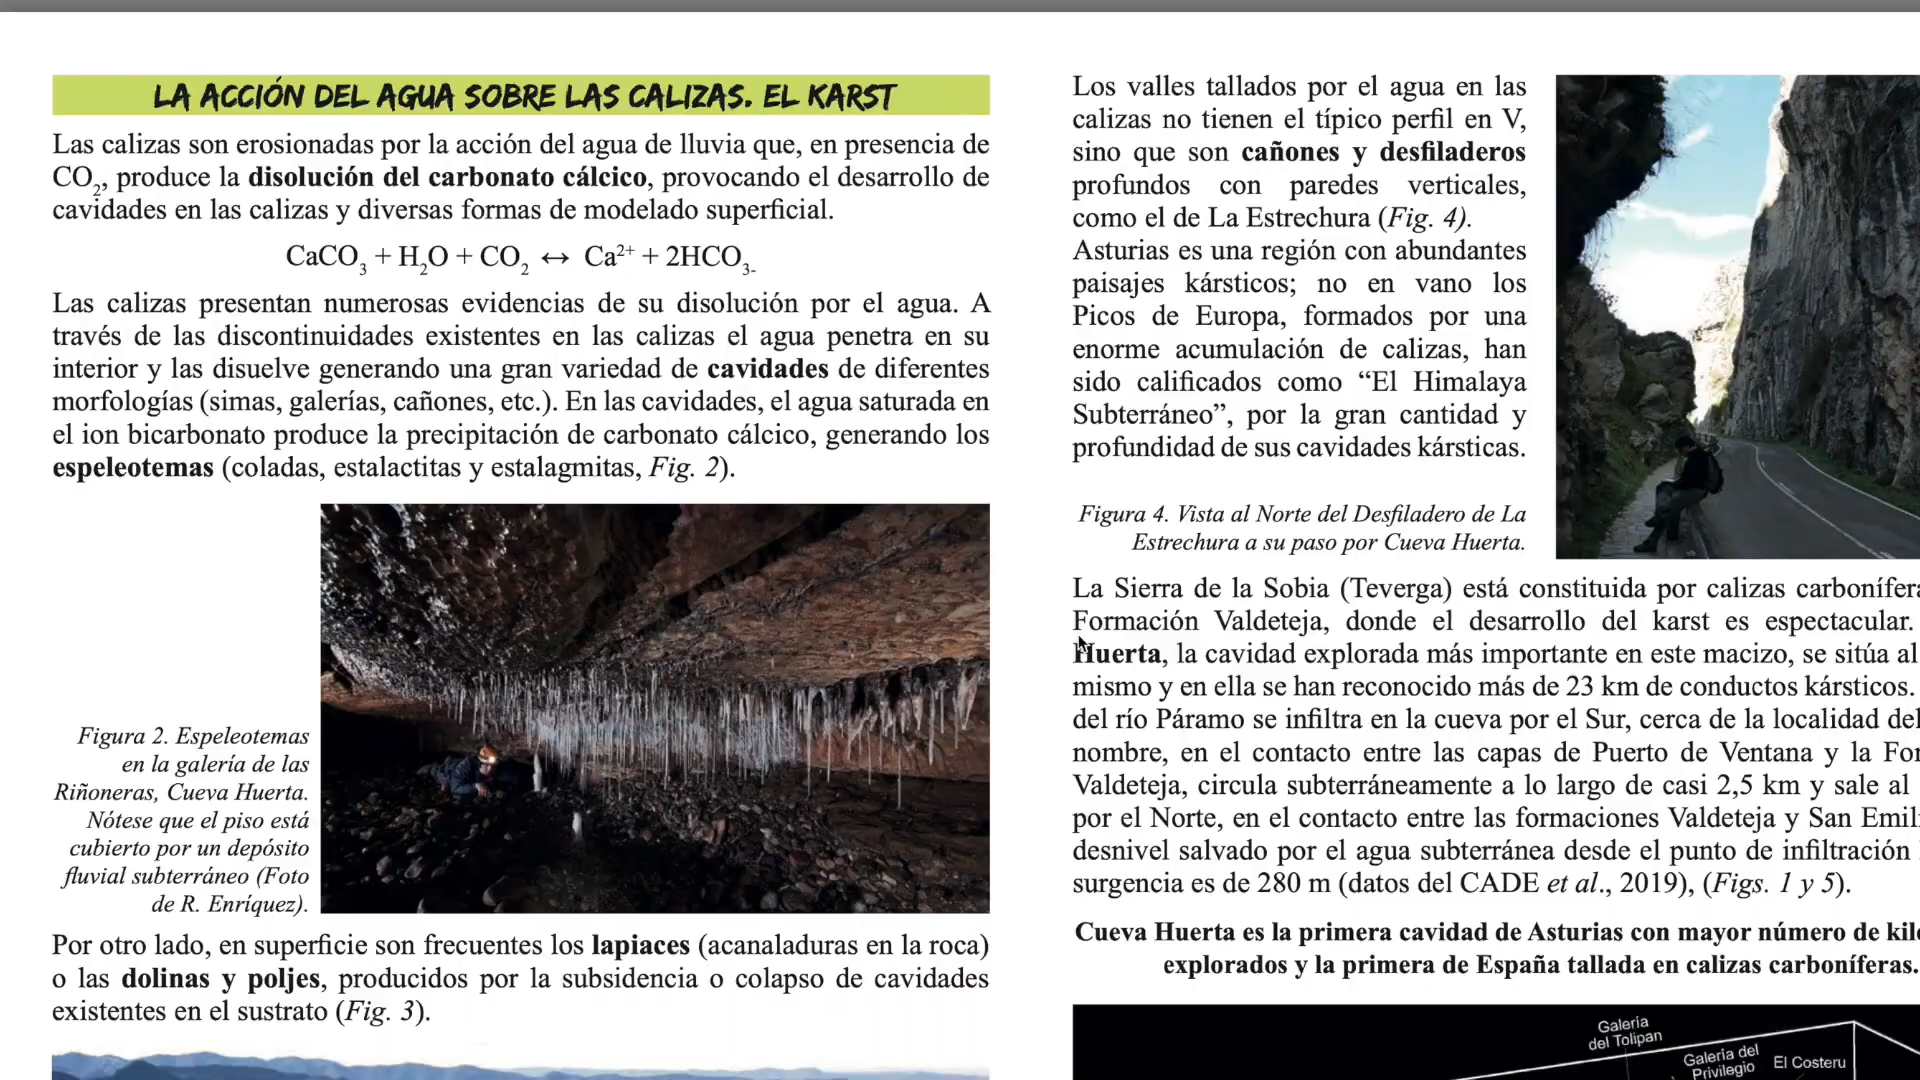 LA ACCIÓN DEL AGUA SOBRE LAS CALIZAS. EL KARST
Las calizas son erosionadas por la acción del agua de lluvia que, en presencia de
CO2, produce la disolución del carbonato cálcico, provocando el desarrollo de
cavidades en las calizas y diversas formas de modelado superficial.
CaCO3 + H2O + CO2 ↔ Ca2+ + 2HCO3-
Las calizas presentan numerosas evidencias de su disolución por el agua. A
través de las discontinuidades existentes en las calizas el agua penetra en su
interior y las disuelve generando una gran variedad de cavidades de diferentes
morfologías (simas, galerías, cañones, etc.). En las cavidades, el agua saturada en
el ion bicarbonato produce la precipitación de carbonato cálcico, generando los
espeleotemas (coladas, estalactitas y estalagmitas, Fig. 2).
Figura 2. Espeleotemas
en la galería de las
Riñoneras, Cueva Huerta.
Nótese que el piso está
cubierto por un depósito
fluvial subterráneo (Foto
de R. Enríquez).
Por otro lado, en superficie son frecuentes los lapiaces (acanaladuras en la roca)
o las dolinas y poljes, producidos por la subsidencia o colapso de cavidades
existentes en el sustrato (Fig. 3).
Los valles tallados por el agua en las
calizas no tienen el típico perfil en V,
sino que son cañones y desfiladeros
profundos con paredes verticales,
como el de La Estrechura (Fig. 4).
Asturias es una región con abundantes
paisajes kársticos; no en vano los
Picos de Europa, formados por una
enorme acumulación de calizas, han
sido calificados como “El Himalaya
Subterráneo”, por la gran cantidad y
profundidad de sus cavidades kársticas.
Figura 4. Vista al Norte del Desfiladero de La
Estrechura a su paso por Cueva Huerta.
La Sierra de la Sobia (Teverga) está constituida por calizas carbonífera
Formación Valdeteja, donde el desarrollo del karst es espectacular.
Huerta, la cavidad explorada más importante en este macizo, se sitúa al
mismo y en ella se han reconocido más de 23 km de conductos kársticos.
del río Páramo se infiltra en la cueva por el Sur, cerca de la localidad del
nombre, en el contacto entre las capas de Puerto de Ventana y la For
Valdeteja, circula subterráneamente a lo largo de casi 2,5 km y sale al
por el Norte, en el contacto entre las formaciones Valdeteja y San Emili
desnivel salvado por el agua subterránea desde el punto de infiltración
surgencia es de 280 m (datos del CADE et al., 2019), (Figs. 1 y 5).
Cueva Huerta es la primera cavidad de Asturias con mayor número de kiló
explorados y la primera de España tallada en calizas carboníferas.
Galería
del Tolipan
Galería del
Privilegio
El Costeru